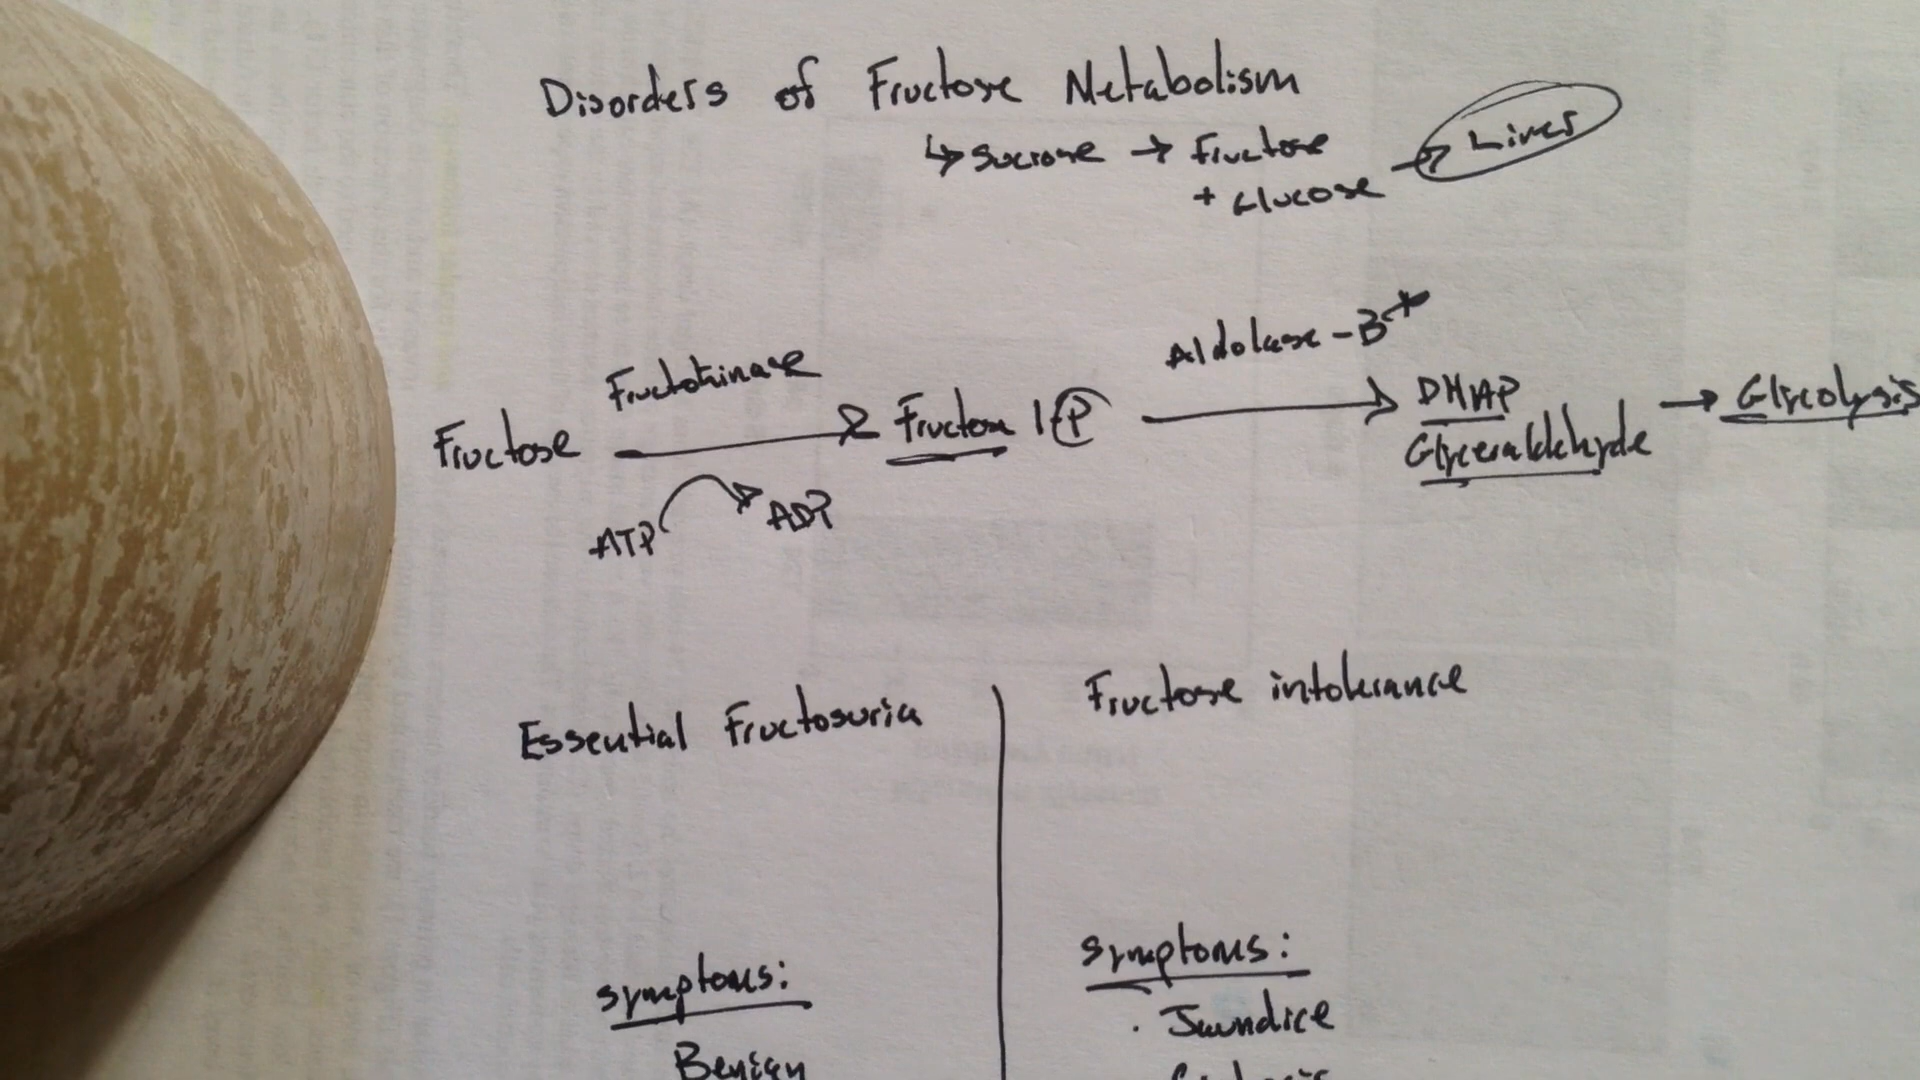 Disorders of Fructose Metabolism
↳ sucrose → Fructose + Glucose → Liver
Fructokinase
Aldolase-B
Fructose → Fructose 1-P → DHAP
Glyceraldehyde → Glycolysis
ATP → ADP
Essential Fructosuria
Fructose intolerance
symptoms:
Benign
symptoms:
· Jaundice